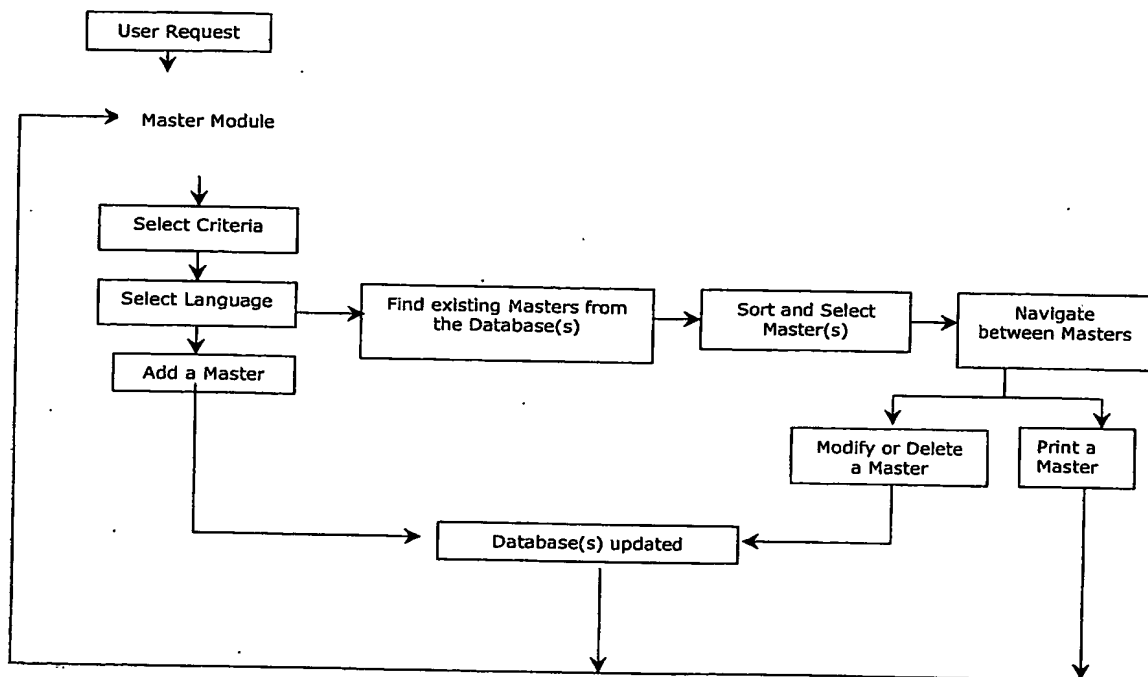 User Request
Master Module
Select Criteria
Select Language
Find existing Masters from
the Database(s)
Sort and Select
Master(s)
Navigate
between Masters
Add a Master
Modify or Delete
a Master
Print a
Master
Database(s) updated